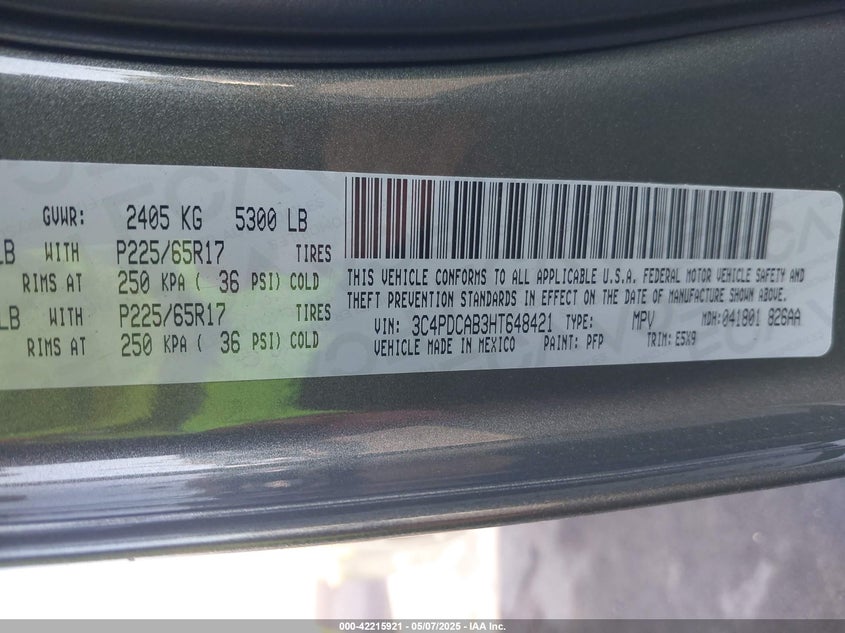 GVWR: 2405 KG 5300 LB
LB WITH P225/65R17 TIRES
RIMS AT 250 KPA ( 36 PSI) COLD
LB WITH P225/65R17 TIRES
RIMS AT 250 KPA ( 36 PSI) COLD
THIS VEHICLE CONFORMS TO ALL APPLICABLE U.S.A. FEDERAL MOTOR VEHICLE SAFETY AND
THEFT PREVENTION STANDARDS IN EFFECT ON THE DATE OF MANUFACTURE SHOWN ABOVE.
VIN: 3C4PDCAB3HT648421 TYPE: MPV MDH: 041801 826AA
VEHICLE MADE IN MEXICO PAINT: PFP TRIM: E5X9
000-42215921 | 05/07/2025 - IAA Inc.